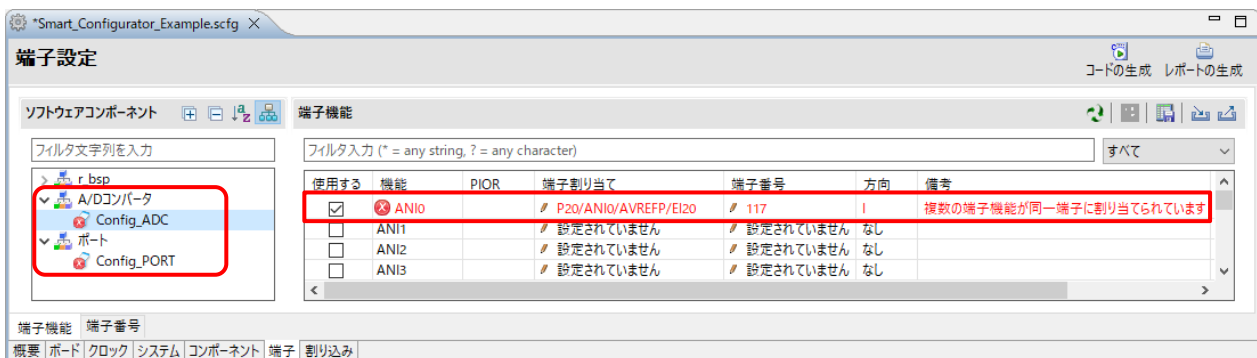 *Smart_Configurator_Example.scfg
端子設定
コードの生成 レポートの生成
ソフトウェアコンポーネント
端子機能
フィルタ文字列を入力
フィルタ入力 (* = any string, ? = any character)
すべて
r_bsp
A/Dコンバータ
Config_ADC
ポート
Config_PORT
使用する 機能 PIOR 端子割り当て 端子番号 方向 備考
ANI0 P20/ANI0/AVREFP/EI20 117 I 複数の端子機能が同一端子に割り当てられています
ANI1 設定されていません 設定されていません なし
ANI2 設定されていません 設定されていません なし
ANI3 設定されていません 設定されていません なし
端子機能 端子番号
概要 ボード クロック システム コンポーネント 端子 割り込み